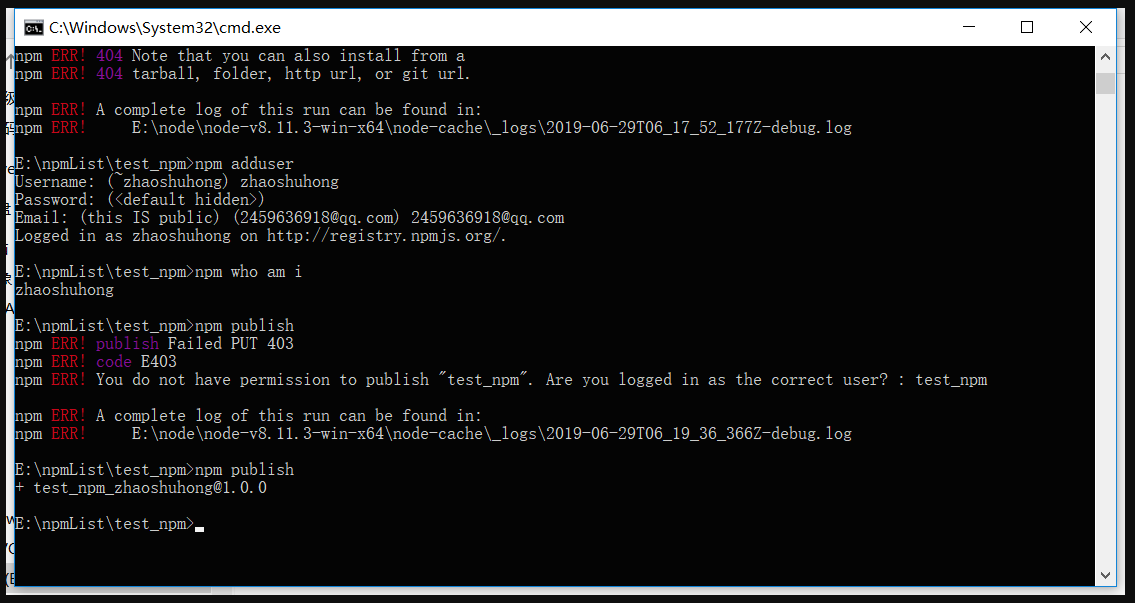 C:\Windows\System32\cmd.exe
npm ERR! 404 Note that you can also install from a
npm ERR! 404 tarball, folder, http url, or git url.
npm ERR! A complete log of this run can be found in:
npm ERR!     E:\node\node-v8.11.3-win-x64\node-cache\_logs\2019-06-29T06_17_52_177Z-debug.log
E:\npmList\test_npm>npm adduser
Username: (~zhaoshuhong) zhaoshuhong
Password: (<default hidden>)
Email: (this IS public) (2459636918@qq.com) 2459636918@qq.com
Logged in as zhaoshuhong on http://registry.npmjs.org/.
E:\npmList\test_npm>npm who am i
zhaoshuhong
E:\npmList\test_npm>npm publish
npm ERR! publish Failed PUT 403
npm ERR! code E403
npm ERR! You do not have permission to publish "test_npm". Are you logged in as the correct user? : test_npm
npm ERR! A complete log of this run can be found in:
npm ERR!     E:\node\node-v8.11.3-win-x64\node-cache\_logs\2019-06-29T06_19_36_366Z-debug.log
E:\npmList\test_npm>npm publish
+ test_npm_zhaoshuhong@1.0.0
E:\npmList\test_npm>